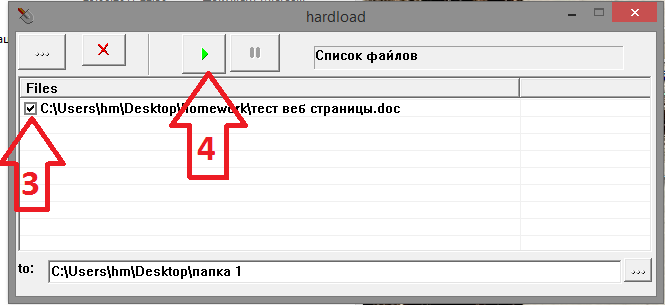 hardload
...
Список файлов
Files
C:\Users\hm\Desktop\homework\тест веб страницы.doc
3
4
to:
C:\Users\hm\Desktop\папка 1
...